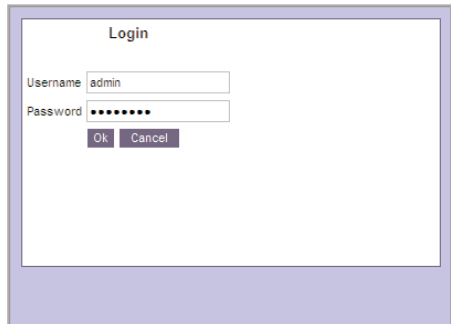 Login
Username admin
Password ••••••••
Ok Cancel